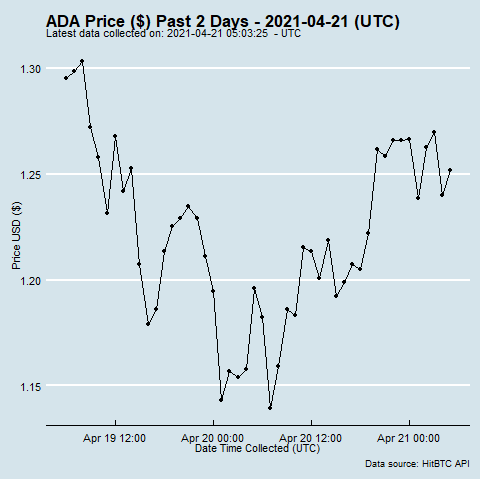 ADA Price ($) Past 2 Days - 2021-04-21 (UTC)
Latest data collected on: 2021-04-21 05:03:25  - UTC
1.30
1.25
1.20
1.15
Price USD ($)
Apr 19 12:00 Apr 20 00:00 Apr 20 12:00 Apr 21 00:00
Date Time Collected (UTC)
Data source: HitBTC API